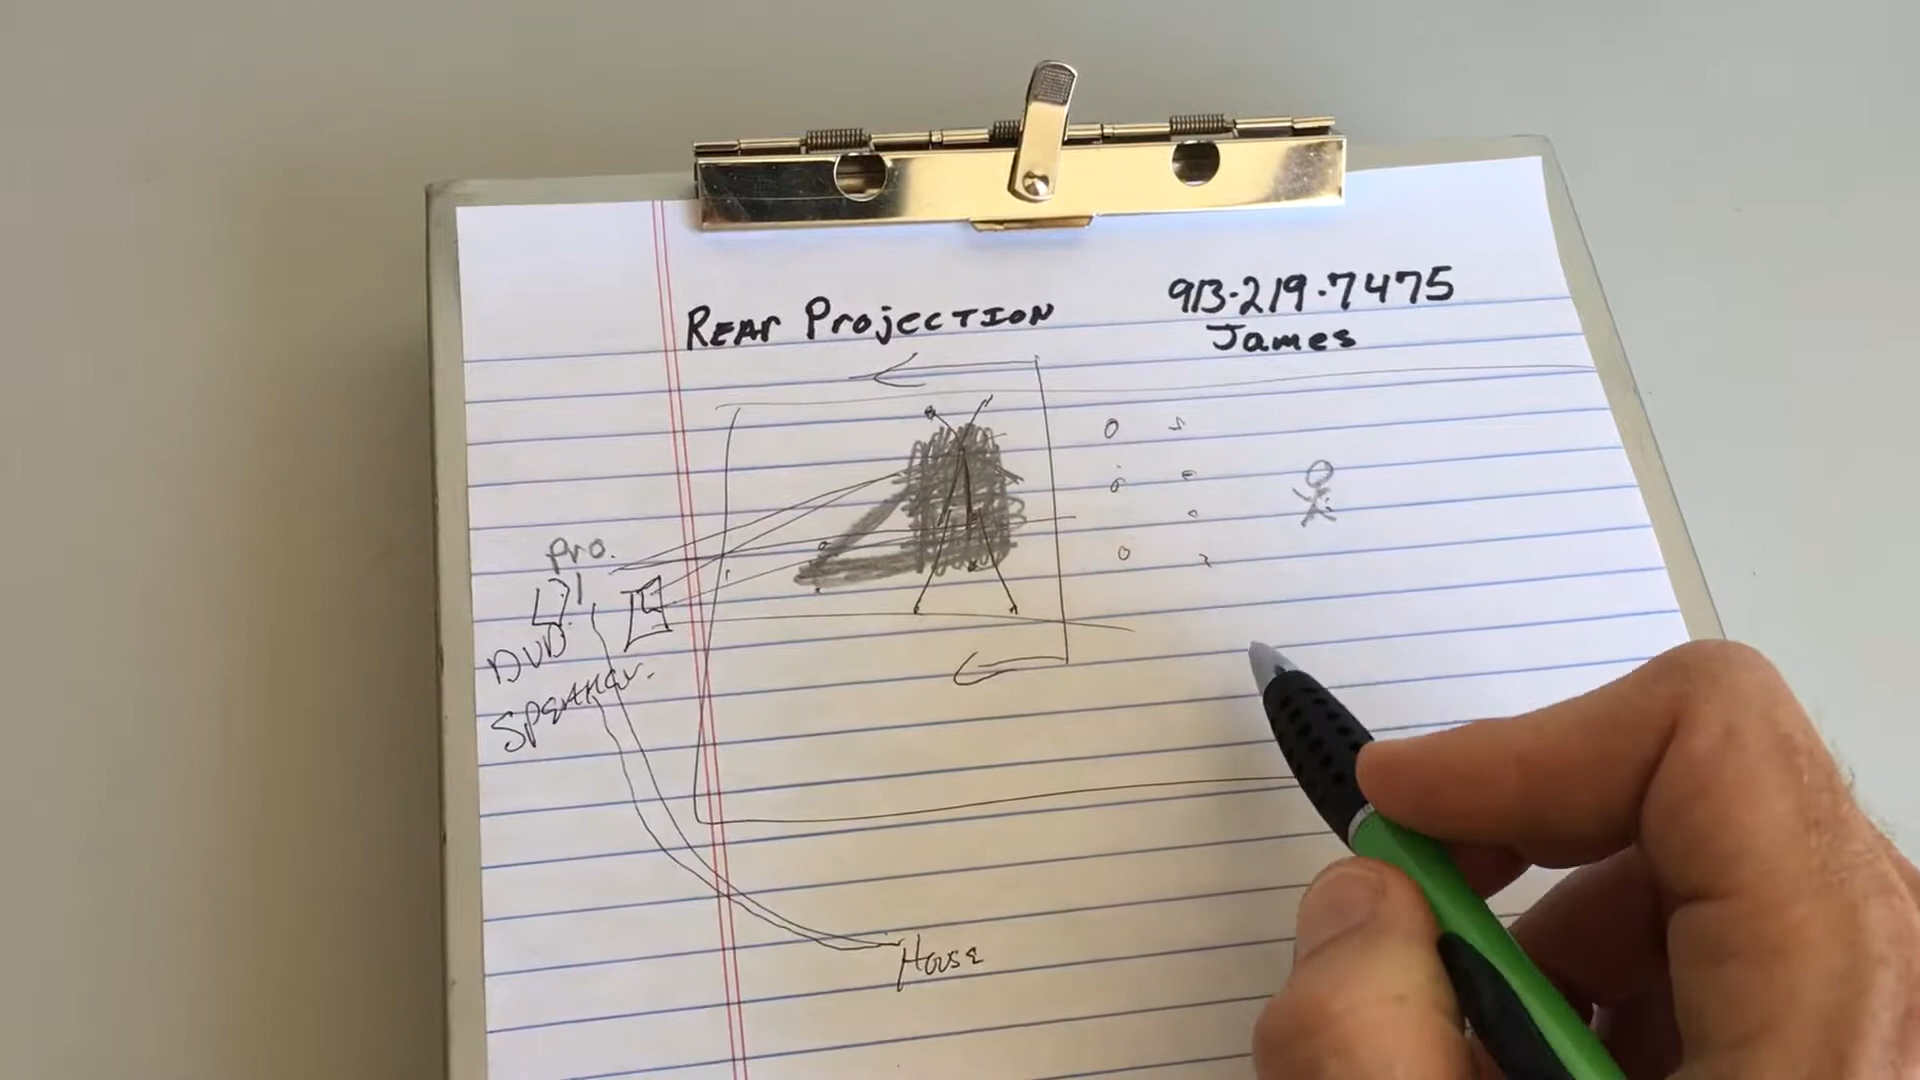 REAR PROJECTION
913-219-7475
James
Pro.
DVD
SPEAKER.
House